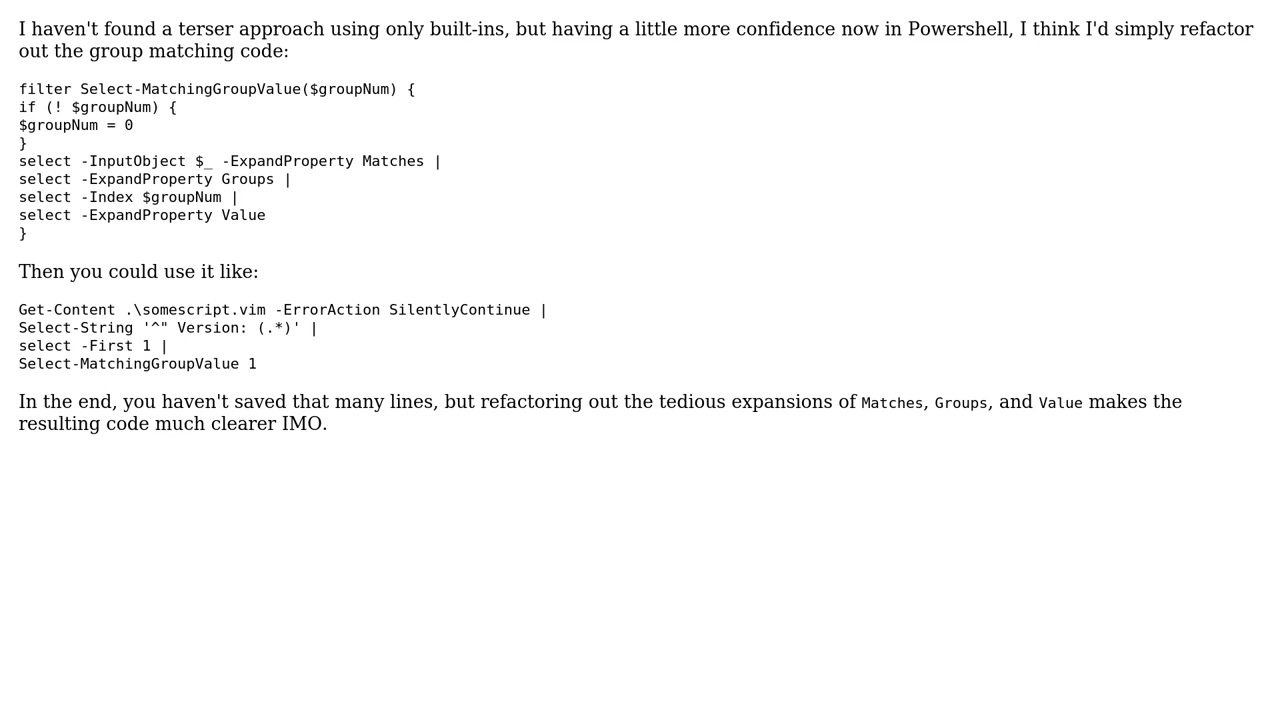 I haven't found a terser approach using only built-ins, but having a little more confidence now in Powershell, I think I'd simply refactor
out the group matching code:
filter Select-MatchingGroupValue($groupNum) {
if (! $groupNum) {
$groupNum = 0
}
select -InputObject $_ -ExpandProperty Matches |
select -ExpandProperty Groups |
select -Index $groupNum |
select -ExpandProperty Value
}
Then you could use it like:
Get-Content .\somescript.vim -ErrorAction SilentlyContinue |
Select-String '^" Version: (.*)' |
select -First 1 |
Select-MatchingGroupValue 1
In the end, you haven't saved that many lines, but refactoring out the tedious expansions of Matches, Groups, and Value makes the
resulting code much clearer IMO.